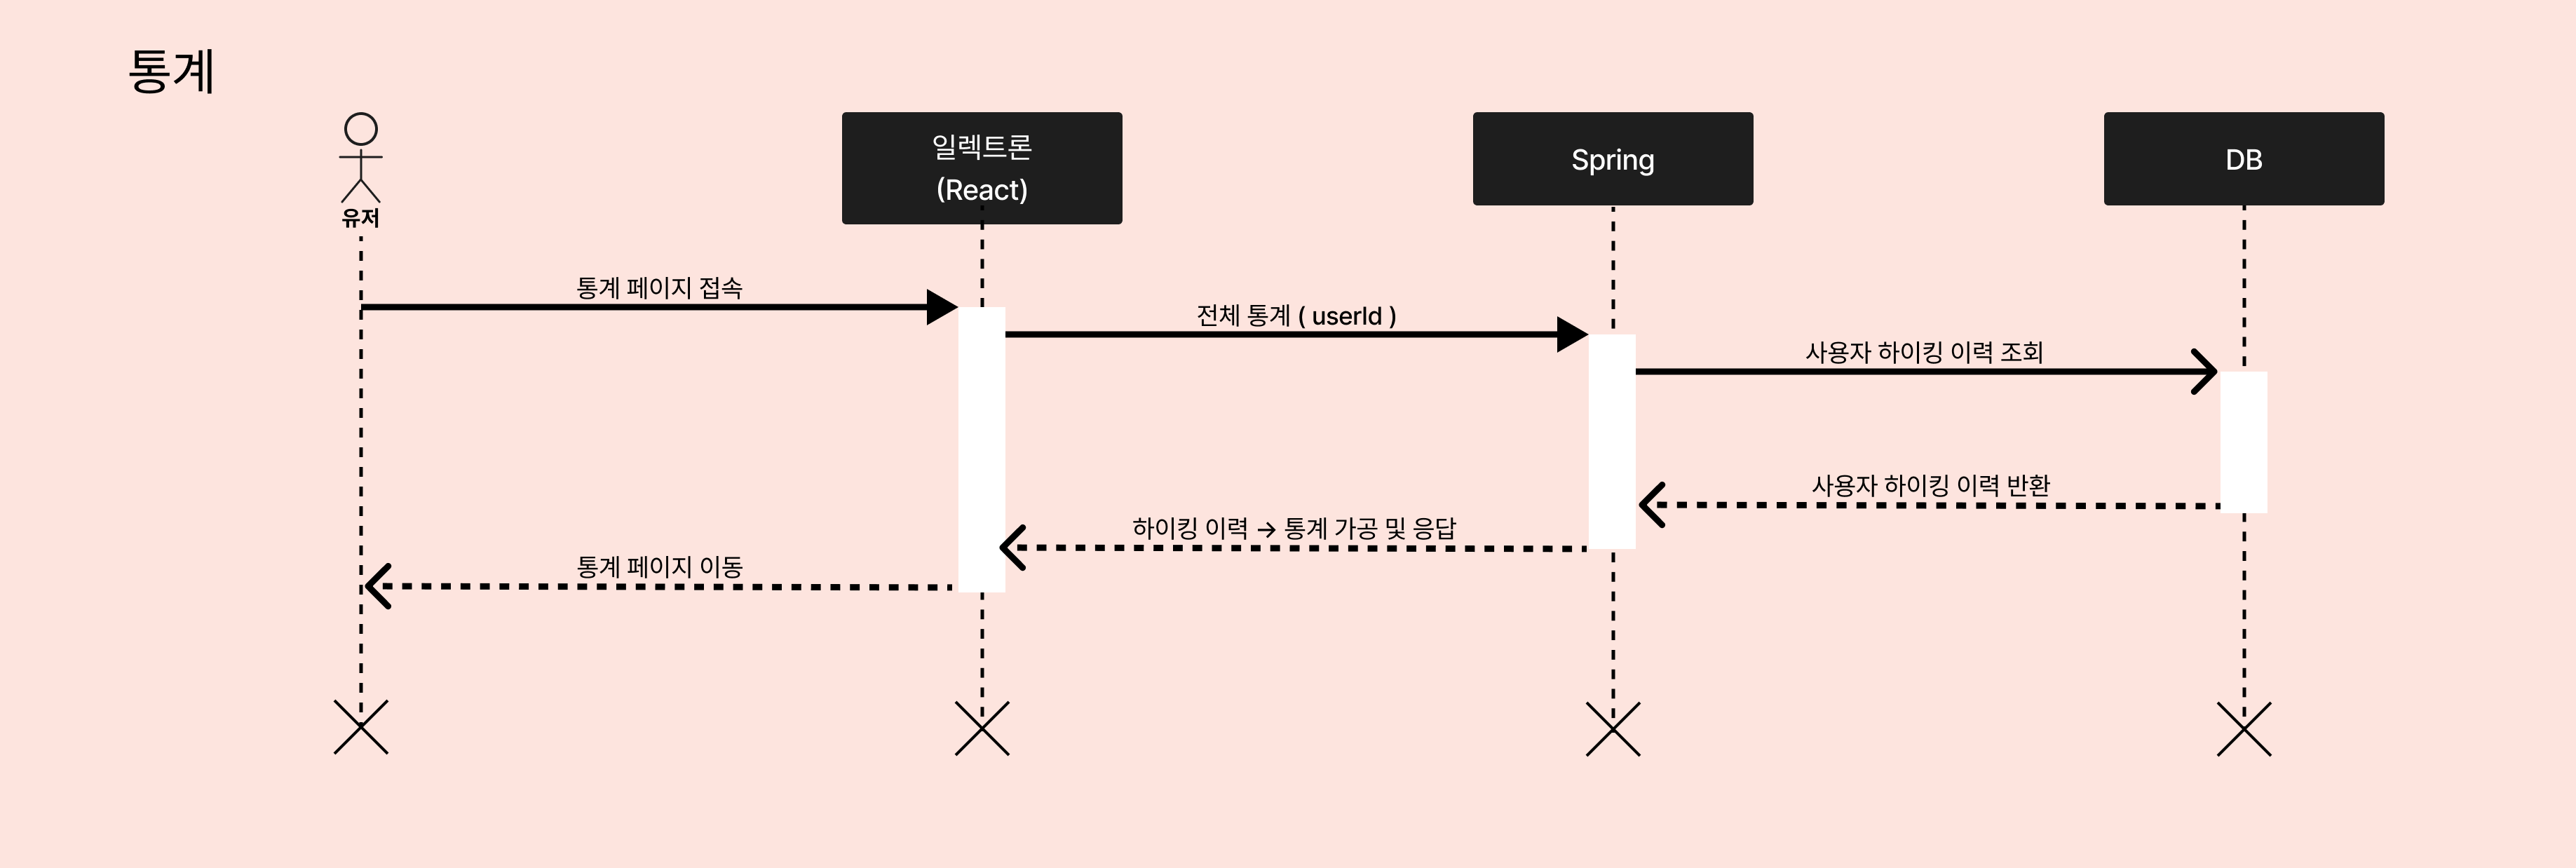 통계
유저
일렉트론
(React)
Spring
DB
통계 페이지 접속
전체 통계 ( userId )
사용자 하이킹 이력 조회
사용자 하이킹 이력 반환
하이킹 이력 → 통계 가공 및 응답
통계 페이지 이동